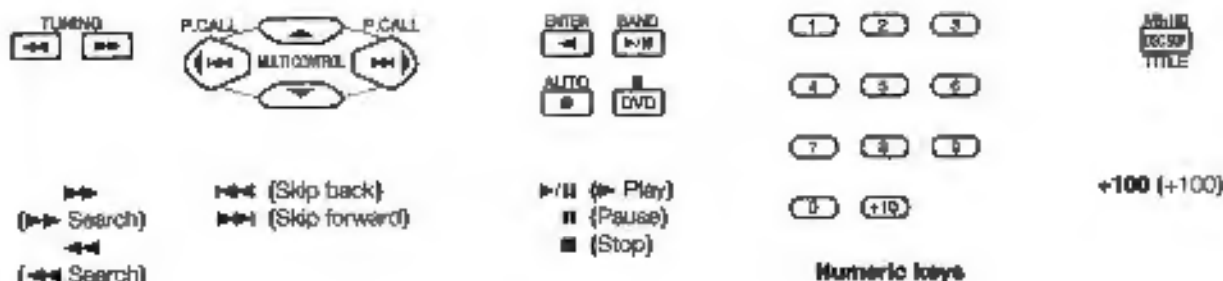 TUNING
P.CALL P.CALL
MULTI CONTROL
ENTER BAND
AUTO
DVD
1 2 3
4 5 6
7 8 9
0 +10
TITLE
▶▶
(▶▶ Search)
◀◀
(◀◀ Search)
|◀◀ (Skip back)
▶▶| (Skip forward)
▶/II (▶ Play)
II (Pause)
■ (Stop)
Numeric keys
+100 (+100)